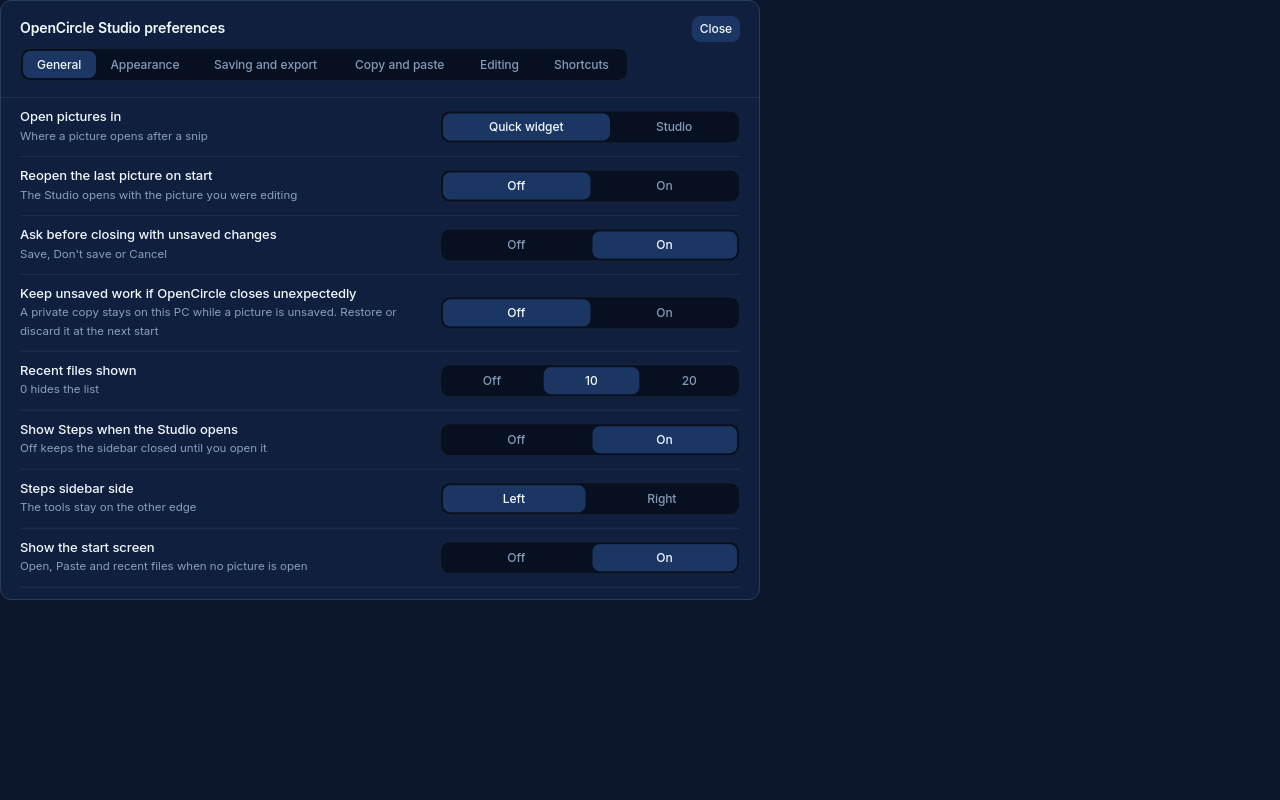 OpenCircle Studio preferences
Close
General Appearance Saving and export Copy and paste Editing Shortcuts
Open pictures in
Where a picture opens after a snip
Quick widget Studio
Reopen the last picture on start
The Studio opens with the picture you were editing
Off On
Ask before closing with unsaved changes
Save, Don't save or Cancel
Off On
Keep unsaved work if OpenCircle closes unexpectedly
A private copy stays on this PC while a picture is unsaved. Restore or
discard it at the next start
Off On
Recent files shown
0 hides the list
Off 10 20
Show Steps when the Studio opens
Off keeps the sidebar closed until you open it
Off On
Steps sidebar side
The tools stay on the other edge
Left Right
Show the start screen
Open, Paste and recent files when no picture is open
Off On